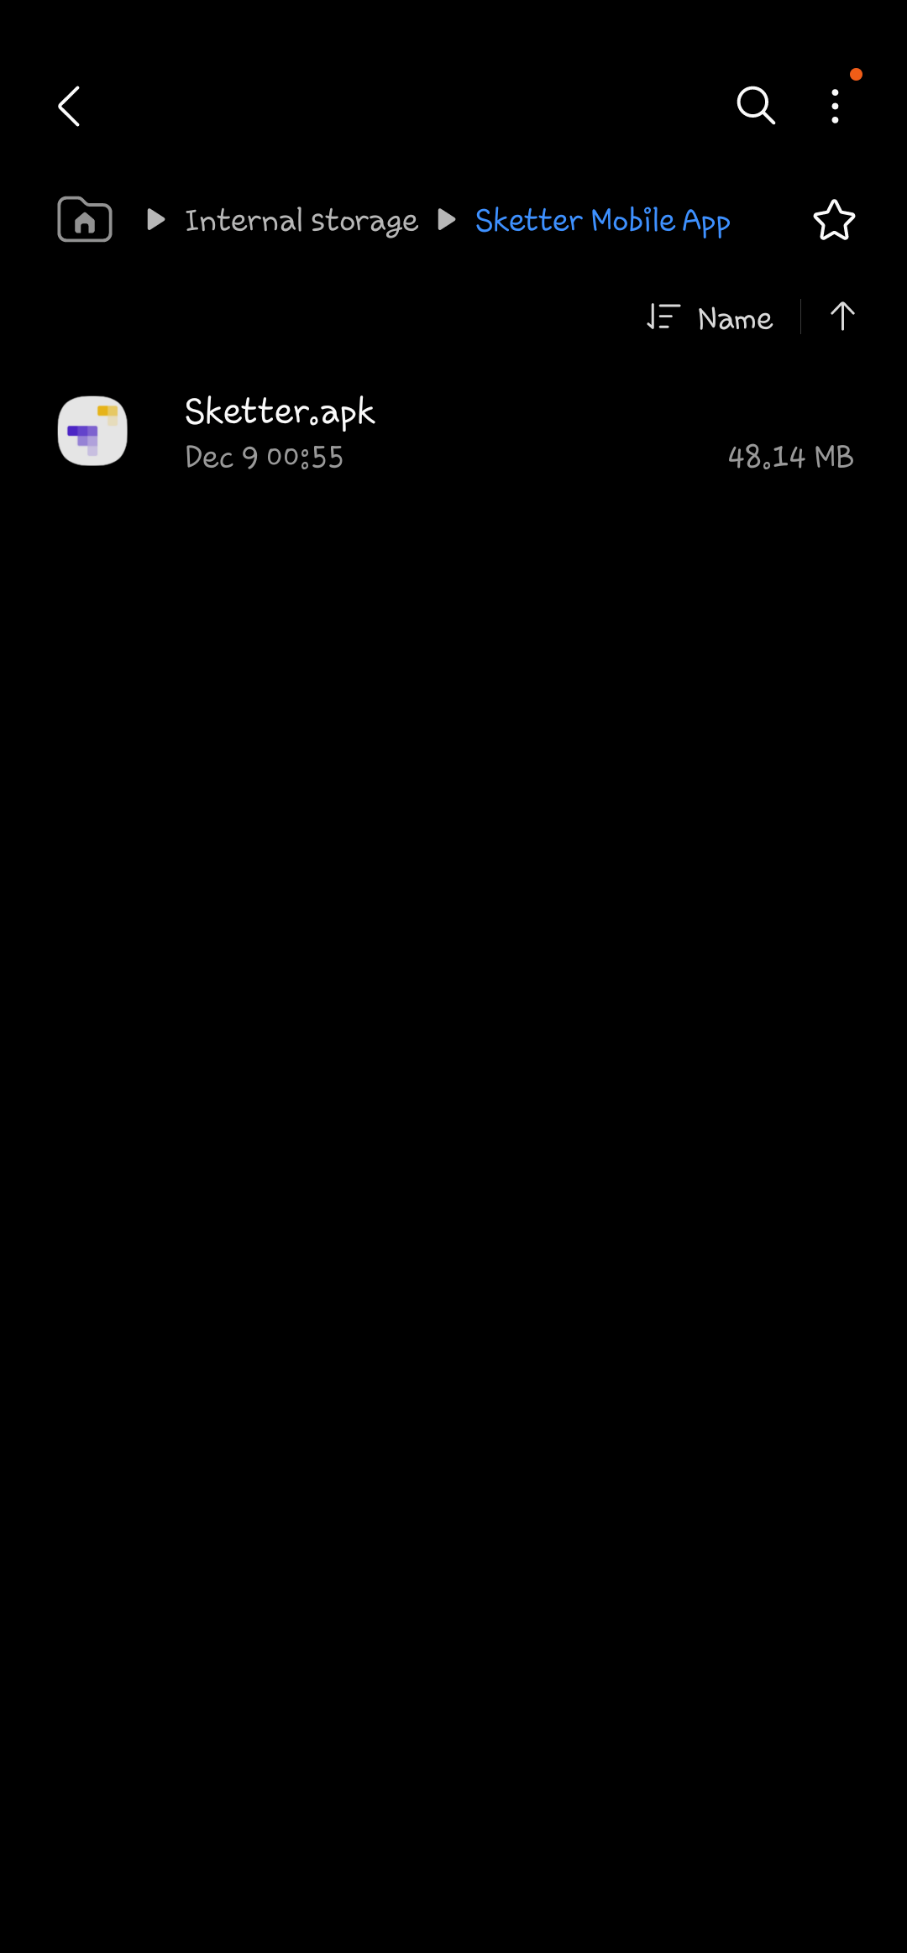 Internal storage Sketter Mobile App
Name
Sketter.apk
Dec 9 00:55 48.14 MB